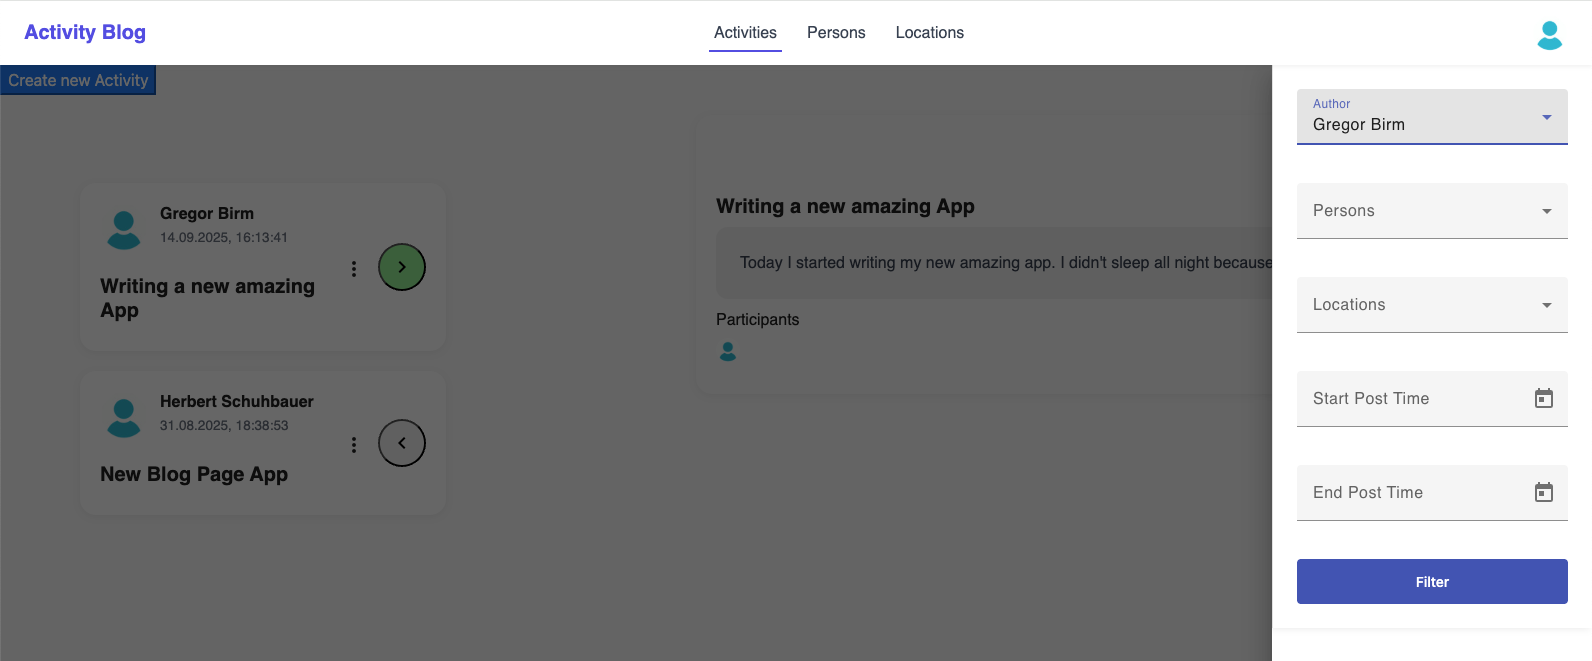 Activity Blog
Activities
Persons
Locations
Create new Activity
Gregor Birm
14.09.2025, 16:13:41
Writing a new amazing
App
Herbert Schuhbauer
31.08.2025, 18:38:53
New Blog Page App
Writing a new amazing App
Today I started writing my new amazing app. I didn't sleep all night because
Participants
Author
Gregor Birm
Persons
Locations
Start Post Time
End Post Time
Filter